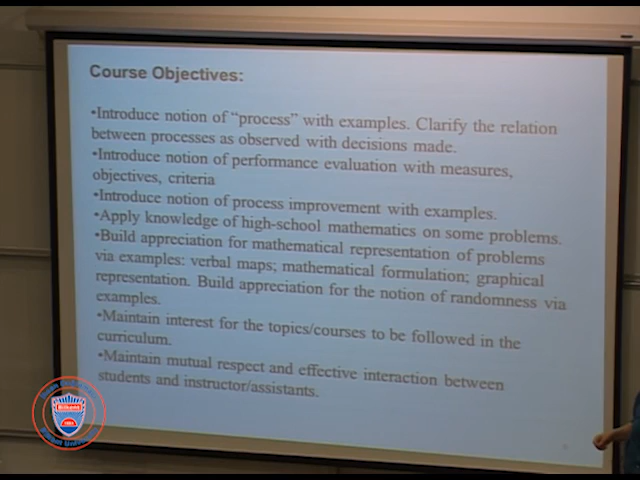 Course Objectives:
•Introduce notion of “process” with examples. Clarify the relation
between processes as observed with decisions made.
•Introduce notion of performance evaluation with measures,
objectives, criteria
•Introduce notion of process improvement with examples.
•Apply knowledge of high-school mathematics on some problems.
•Build appreciation for mathematical representation of problems
via examples: verbal maps; mathematical formulation; graphical
representation. Build appreciation for the notion of randomness via
examples.
•Maintain interest for the topics/courses to be followed in the
curriculum.
•Maintain mutual respect and effective interaction between
students and instructor/assistants.
Bilkent